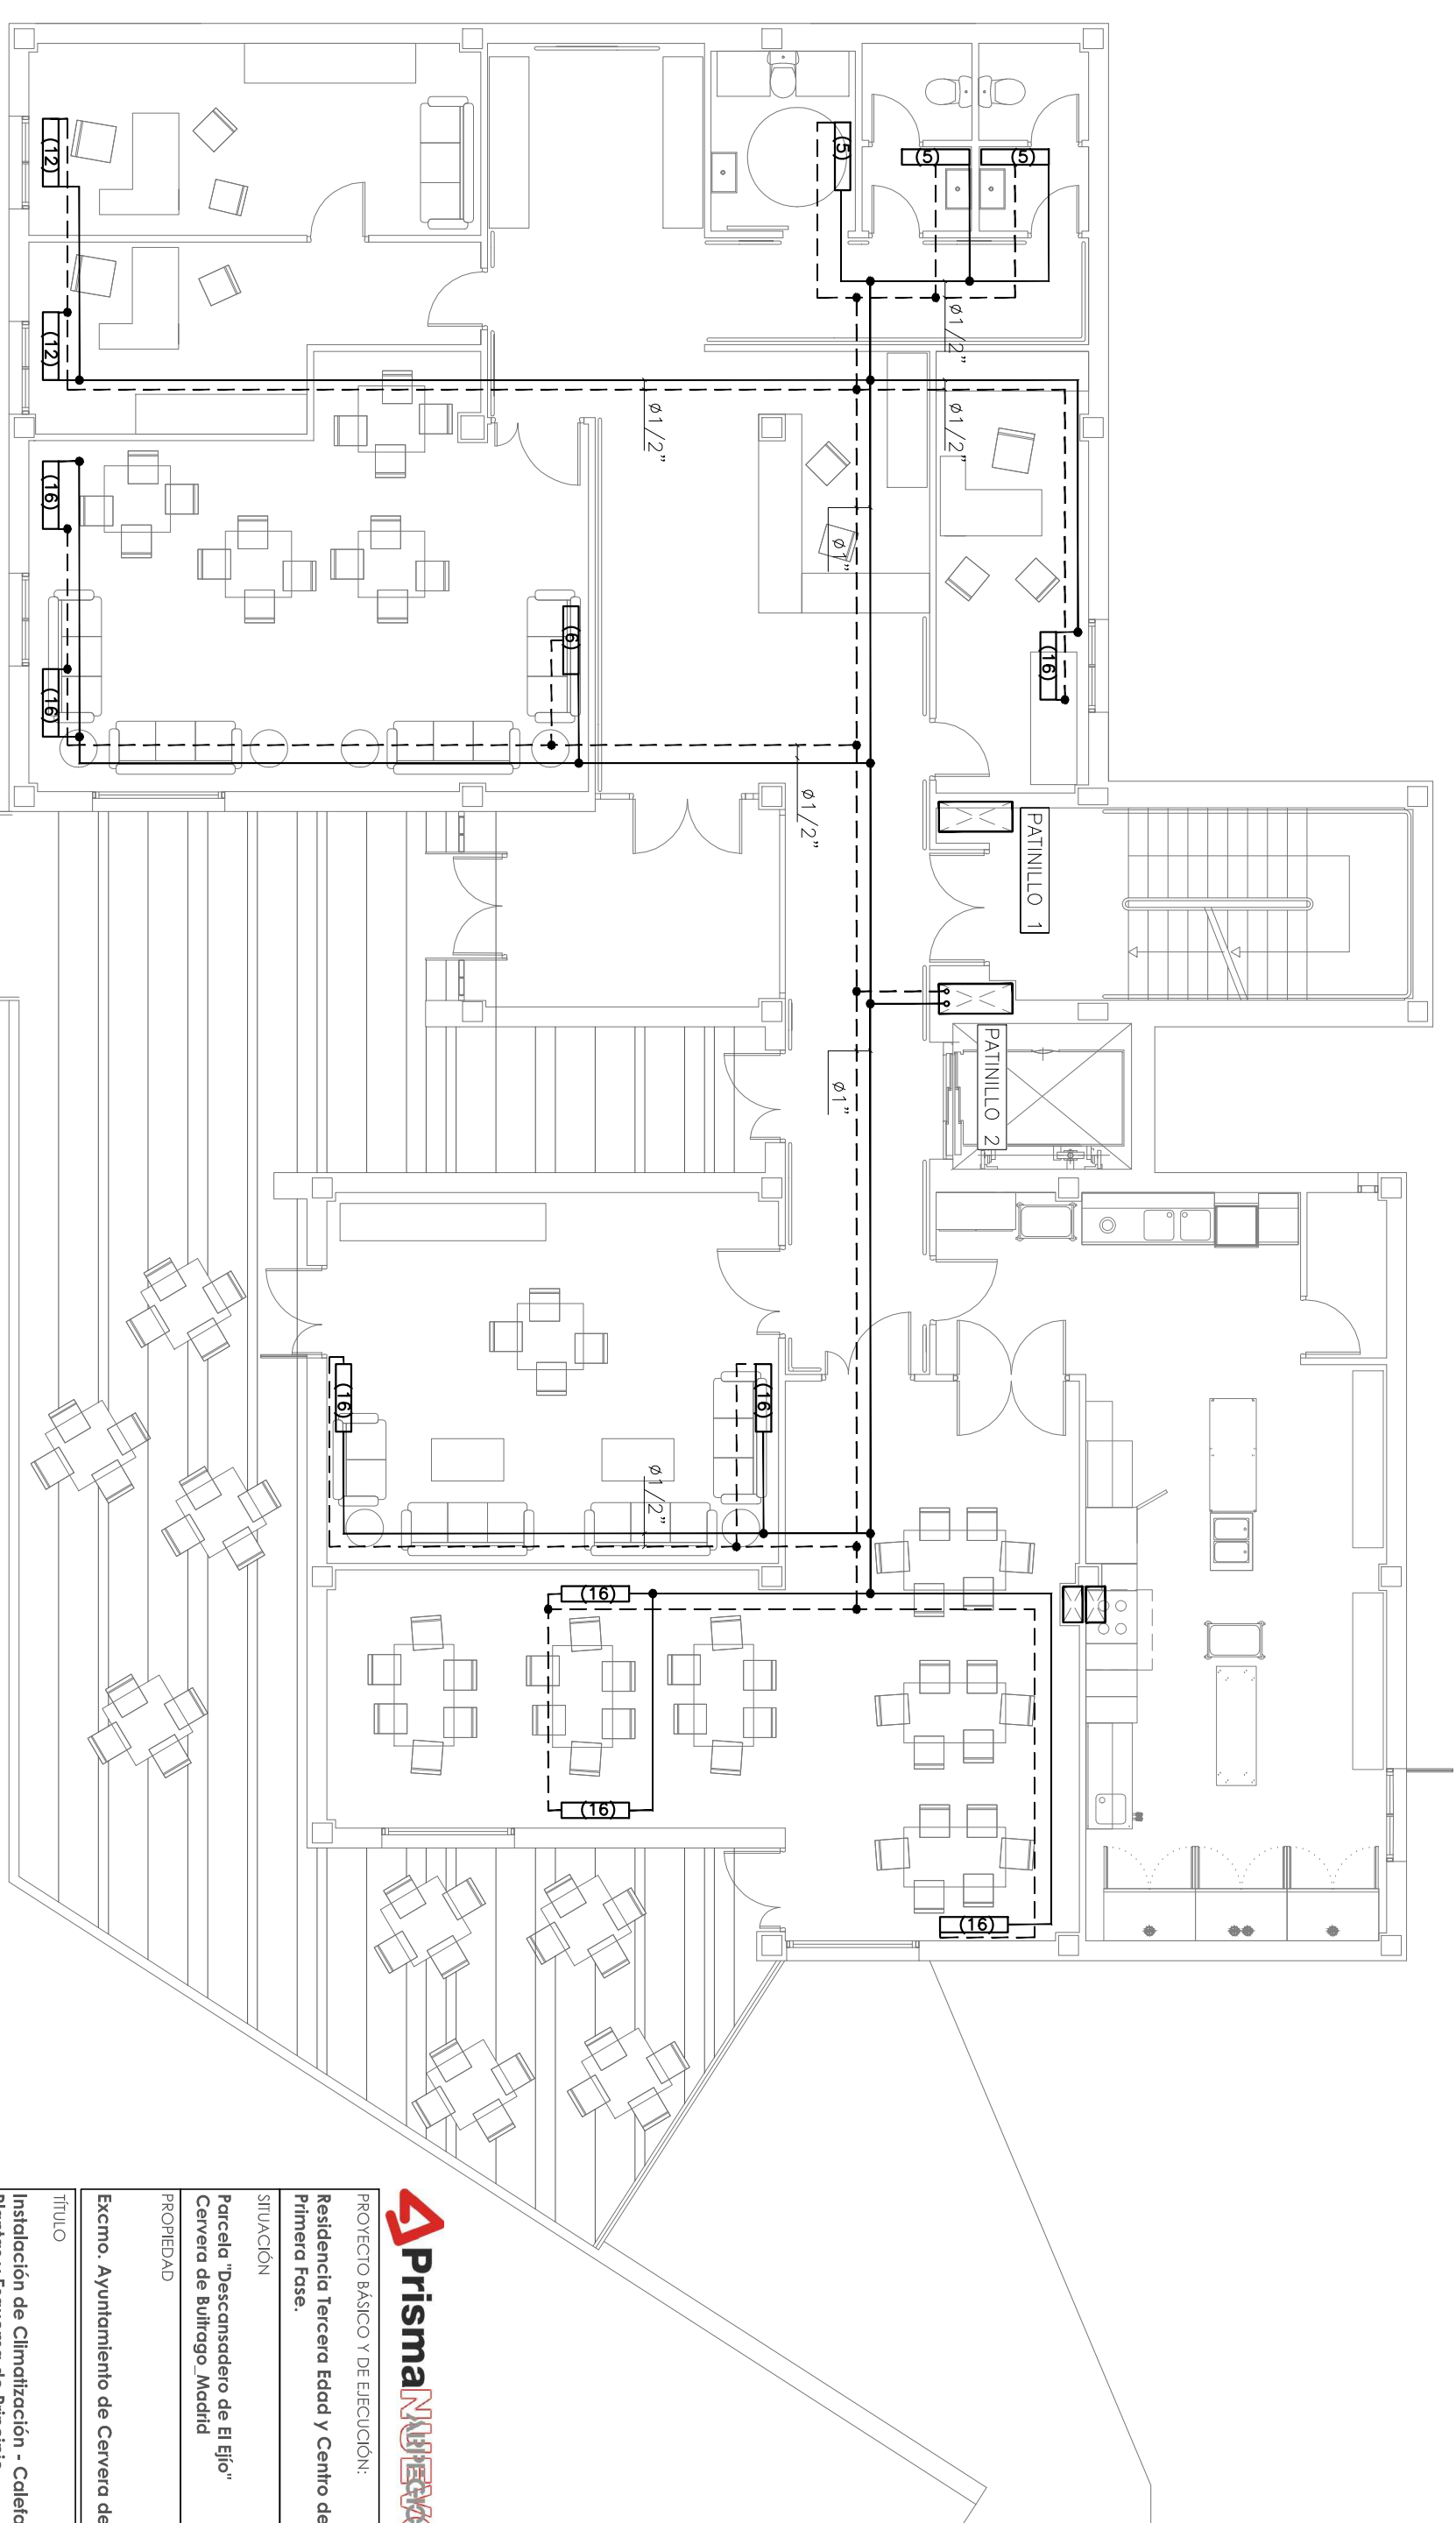 (12)
(12)
(5)
(5)
(5)
ø1/2"
ø1/2"
ø1/2"
ø1"
(16)
(16)
(6)
(16)
ø1/2"
PATINILLO 1
PATINILLO 2
ø1"
(16)
(16)
ø1/2"
(16)
(16)
(16)
Prisma
PROYECTO BÁSICO Y DE EJECUCIÓN:
Residencia Tercera Edad y Centro de
Primera Fase.
SITUACIÓN
Parcela "Descansadero de El Ejío"
Cervera de Buitrago_Madrid
PROPIEDAD
Excmo. Ayuntamiento de Cervera de
TÍTULO
Instalación de Climatización - Calefa